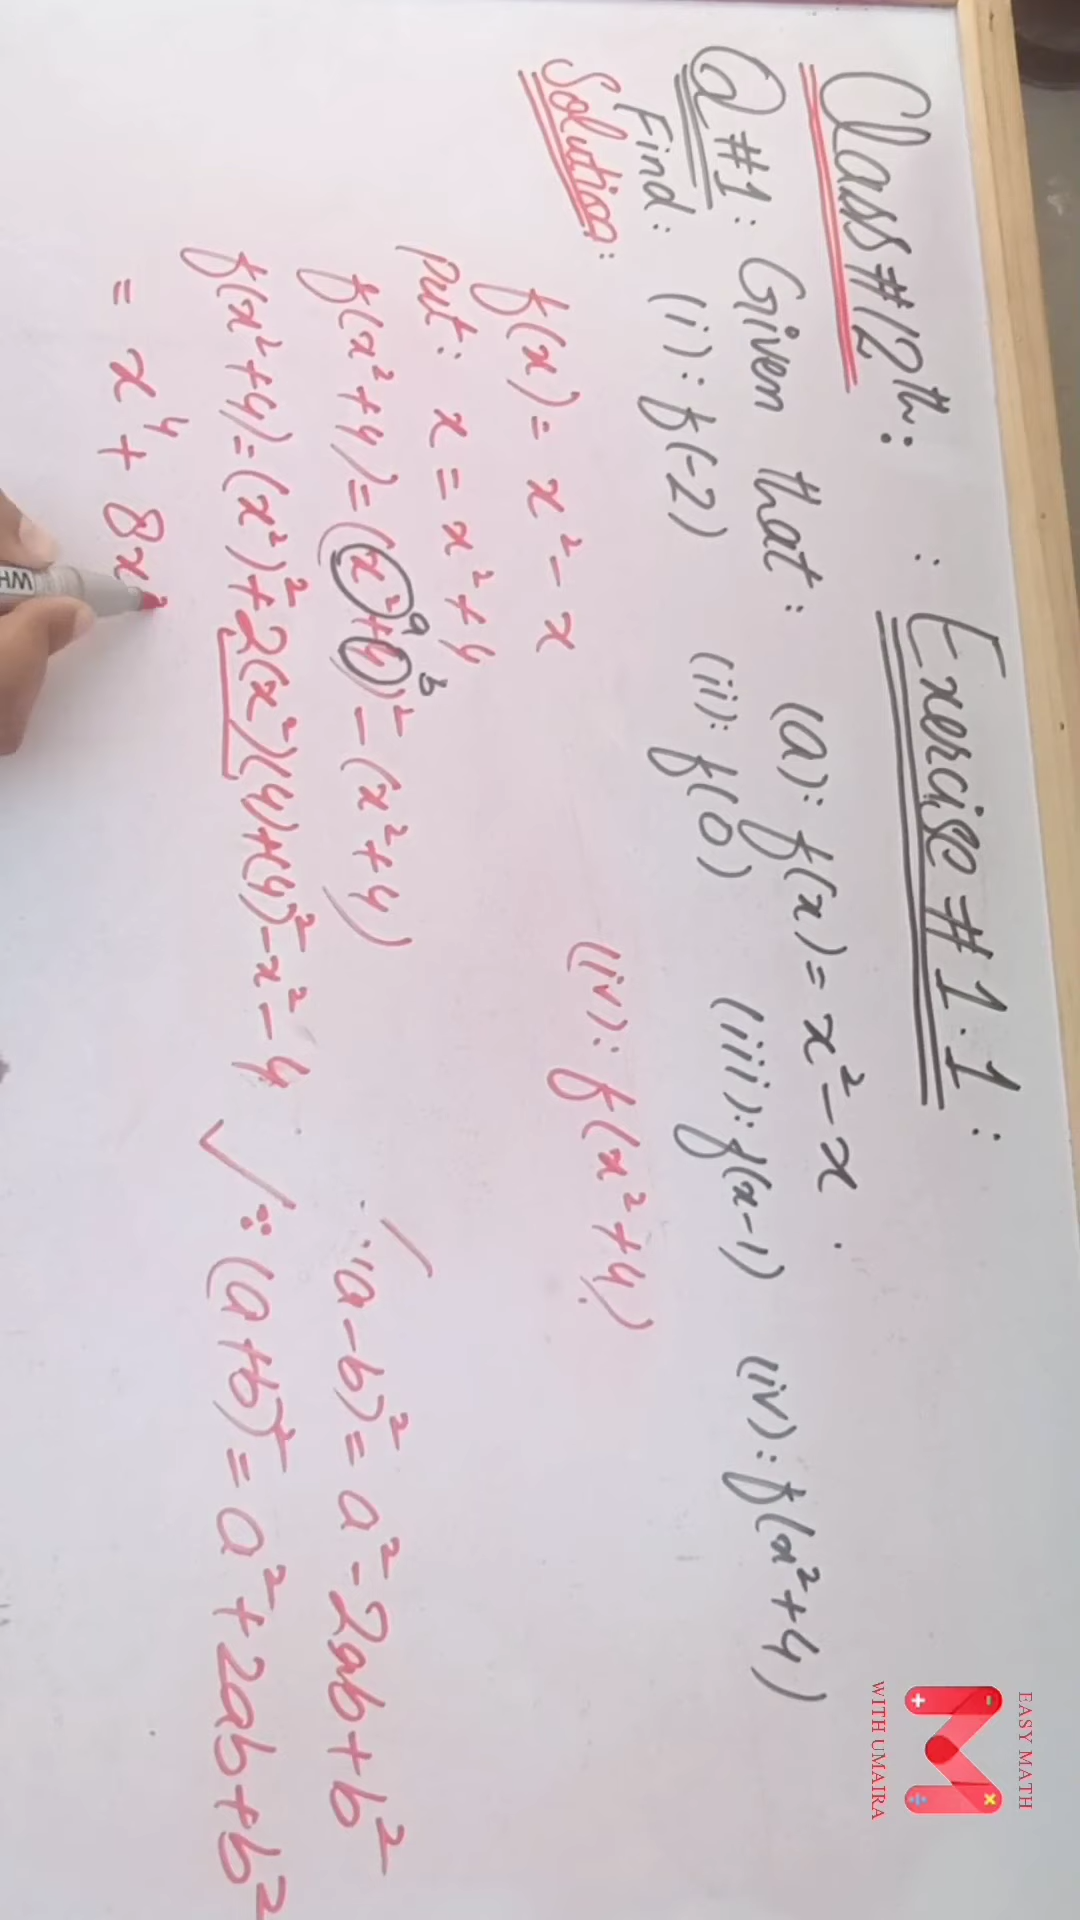 Class#12th:
Exercise#1.1:
Q#1: Given that: (a): f(x)=x²-x.
Find: (i): f(-2) (ii): f(0) (iii): f(x-1) (iv): f(x²+4)
Solution:
(iv): f(x²+4)
f(x)=x²-x
put: x=x²+4
f(x²+4)=(x²+4)²-(x²+4)
a b
∵(a-b)²=a²-2ab+b²
f(x²+4)=(x²)²+2(x²)(4)+(4)²-x²-4
∵(a+b)²=a²+2ab+b²
=x⁴+8x²
EASY MATH
WITH UMAIRA